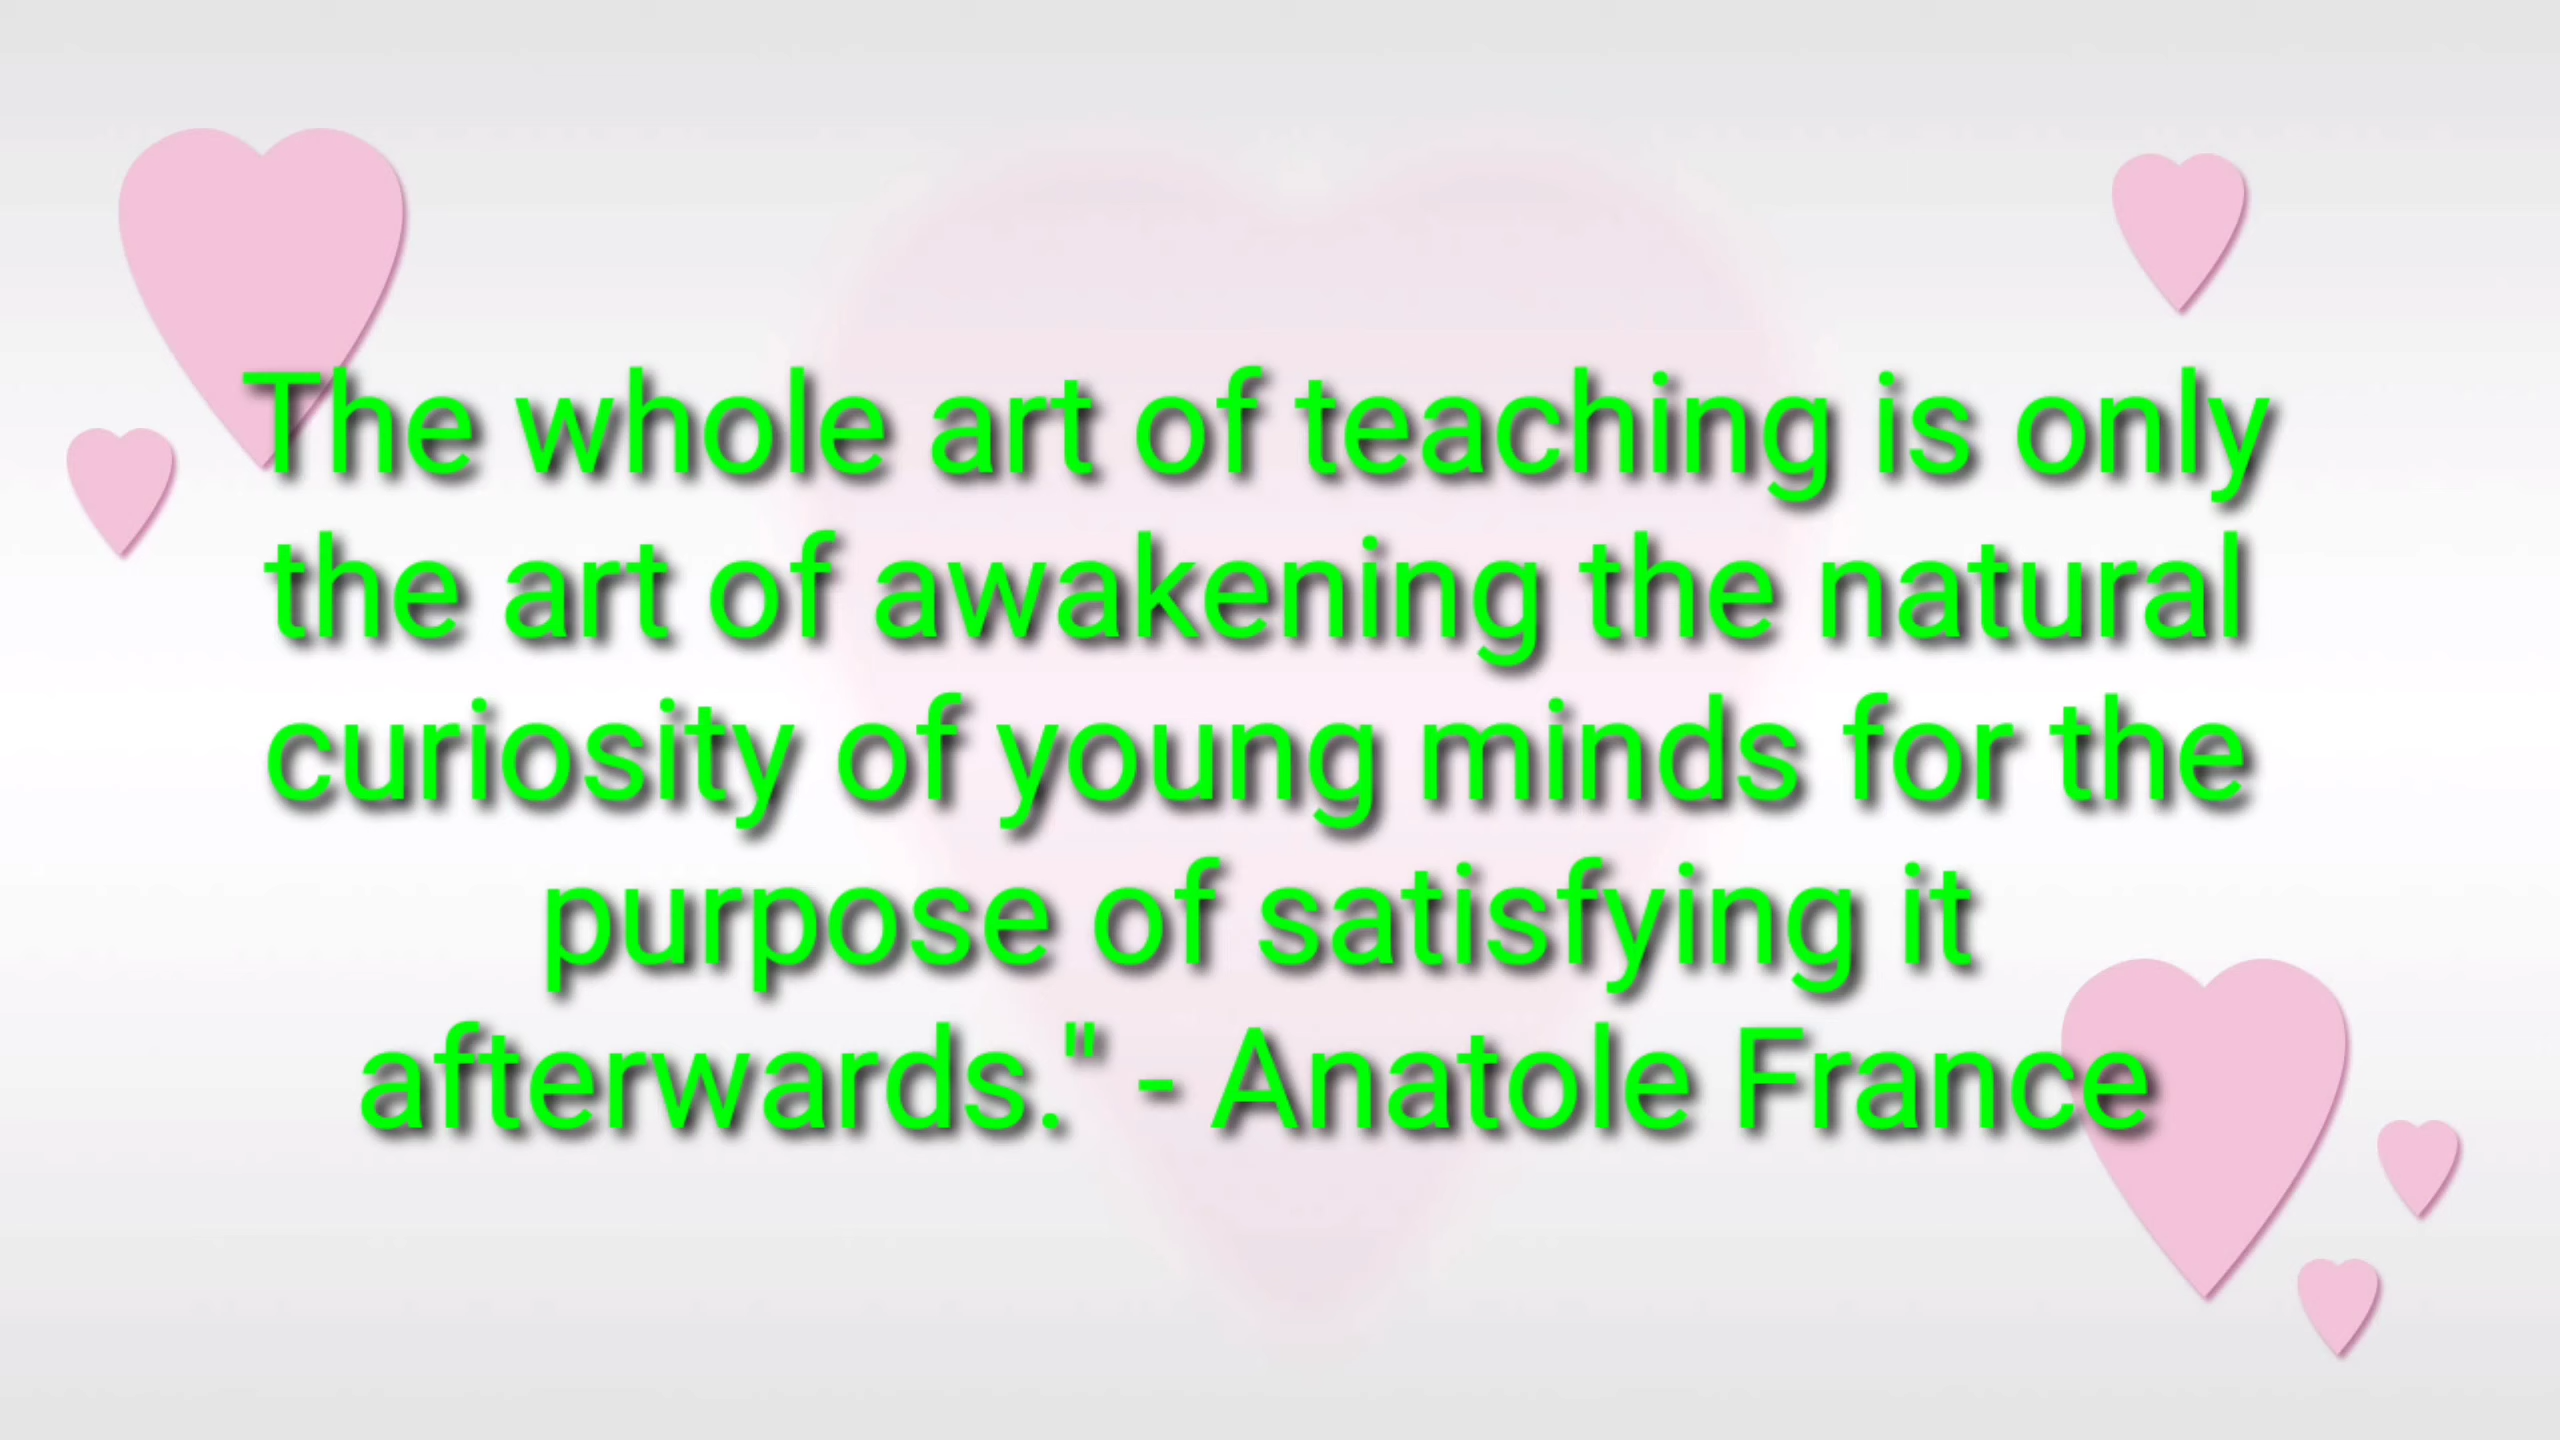 The whole art of teaching is only
the art of awakening the natural
curiosity of young minds for the
purpose of satisfying it
afterwards." - Anatole France